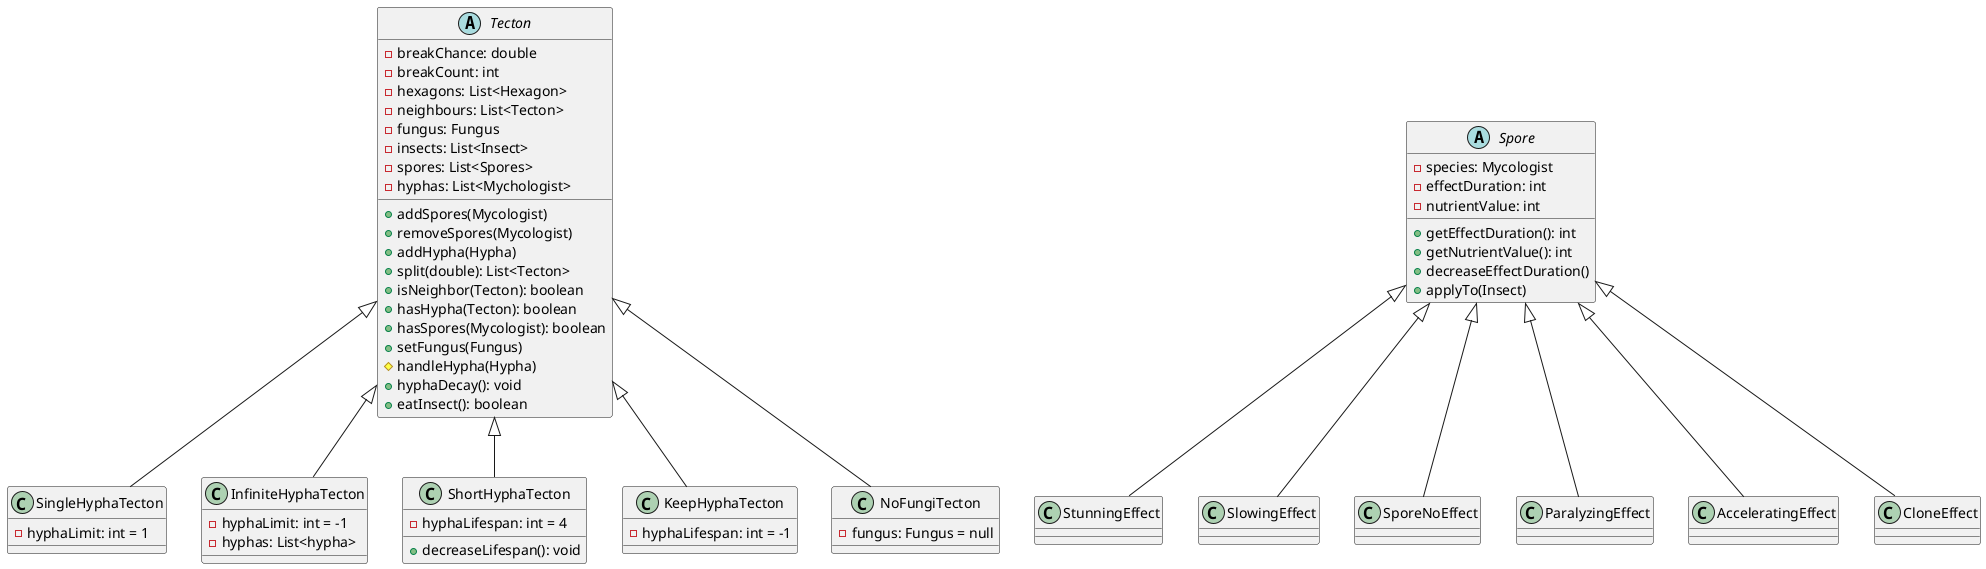 A Tecton
breakChance: double
breakCount: int
hexagons: List<Hexagon>
neighbours: List<Tecton>
fungus: Fungus
insects: List<Insect>
spores: List<Spores>
hyphas: List<Mychologist>
addSpores(Mycologist)
removeSpores(Mycologist)
addHypha(Hypha)
split(double): List<Tecton>
isNeighbor(Tecton): boolean
hasHypha(Tecton): boolean
hasSpores(Mycologist): boolean
setFungus(Fungus)
handleHypha(Hypha)
hyphaDecay(): void
eatInsect(): boolean
A Spore
species: Mycologist
effectDuration: int
nutrientValue: int
getEffectDuration(): int
getNutrientValue(): int
decreaseEffectDuration()
applyTo(Insect)
C SingleHyphaTecton
hyphaLimit: int = 1
C InfiniteHyphaTecton
hyphaLimit: int = -1
hyphas: List<hypha>
C ShortHyphaTecton
hyphaLifespan: int = 4
decreaseLifespan(): void
C KeepHyphaTecton
hyphaLifespan: int = -1
C NoFungiTecton
fungus: Fungus = null
C StunningEffect
C SlowingEffect
C SporeNoEffect
C ParalyzingEffect
C AcceleratingEffect
C CloneEffect